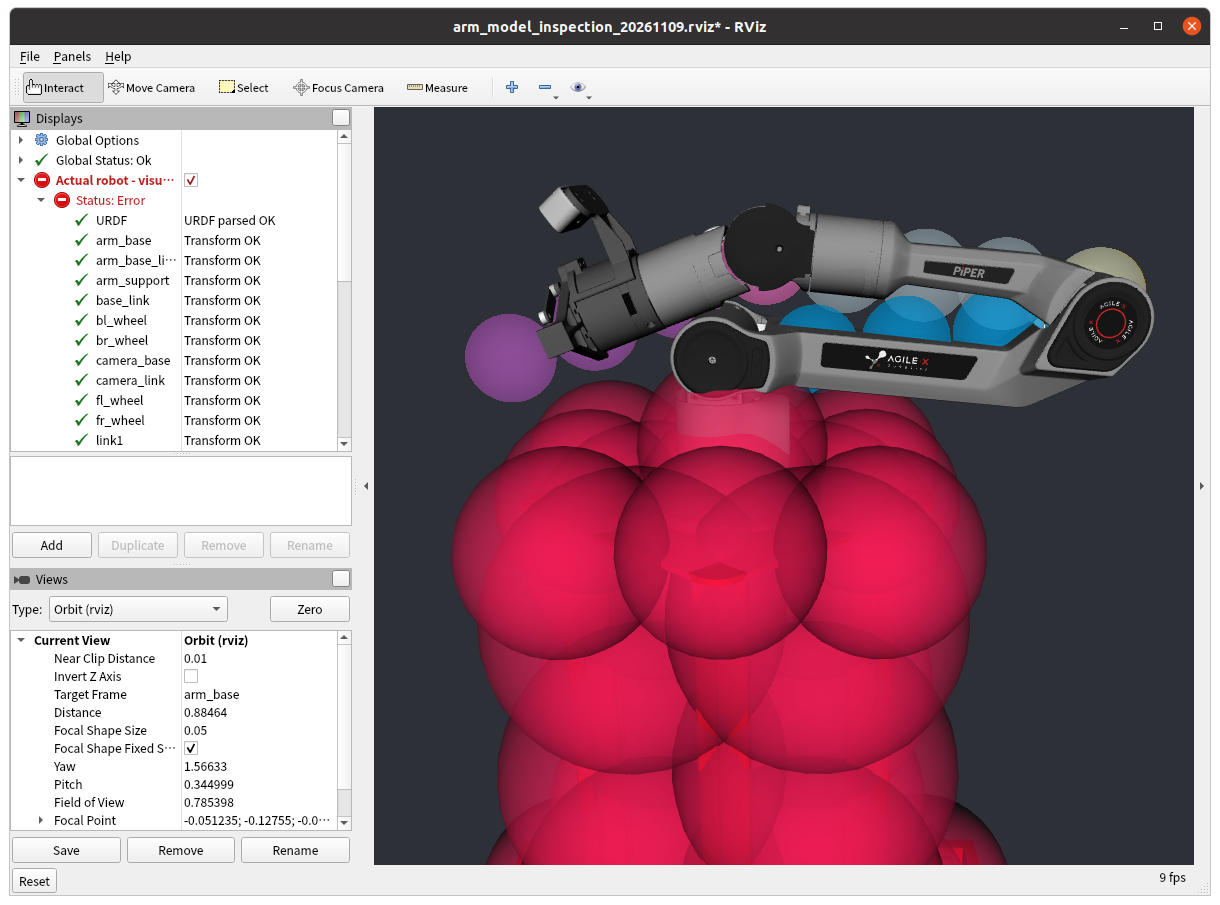 arm_model_inspection_20261109.rviz* - RViz
File Panels Help
Interact Move Camera Select Focus Camera Measure
Displays
Global Options
Global Status: Ok
Actual robot - visu···
Status: Error
URDF URDF parsed OK
arm_base Transform OK
arm_base_li··· Transform OK
arm_support Transform OK
base_link Transform OK
bl_wheel Transform OK
br_wheel Transform OK
camera_base Transform OK
camera_link Transform OK
fl_wheel Transform OK
fr_wheel Transform OK
link1 Transform OK
Add Duplicate Remove Rename
Views
Type: Orbit (rviz) Zero
Current View Orbit (rviz)
Near Clip Distance 0.01
Invert Z Axis
Target Frame arm_base
Distance 0.88464
Focal Shape Size 0.05
Focal Shape Fixed S···
Yaw 1.56633
Pitch 0.344999
Field of View 0.785398
Focal Point -0.051235; -0.12755; -0.0···
Save Remove Rename
Reset
PiPER
AGILE X
AGILE X
AGILE X
AGILE X
9 fps